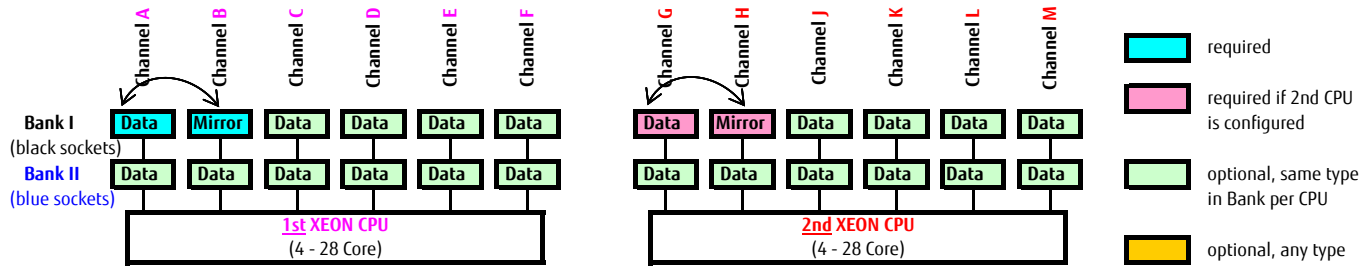 Channel A
Channel B
Channel C
Channel D
Channel E
Channel F
Channel G
Channel H
Channel J
Channel K
Channel L
Channel M
required
required if 2nd CPU
is configured
Bank I
(black sockets)
Data Mirror Data Data Data Data
Data Mirror Data Data Data Data
Bank II
(blue sockets)
Data Data Data Data Data Data
Data Data Data Data Data Data
optional, same type
in Bank per CPU
1st XEON CPU
(4 - 28 Core)
2nd XEON CPU
(4 - 28 Core)
optional, any type